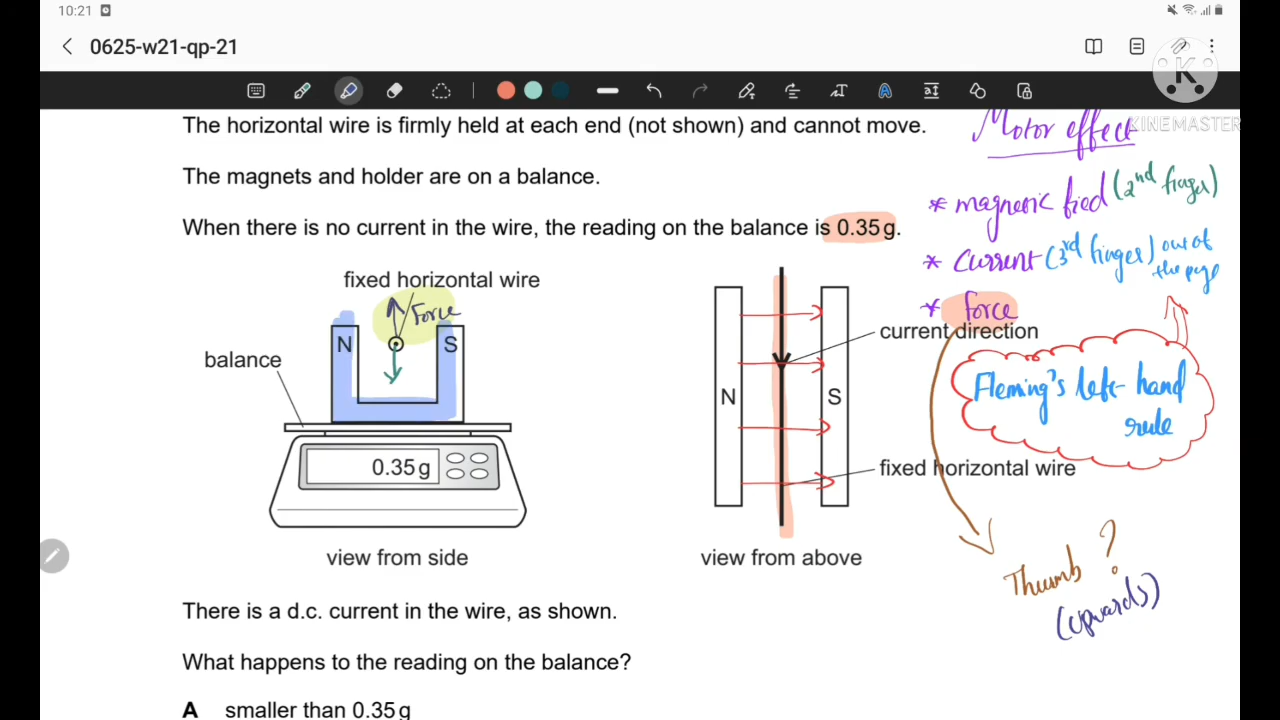 10:21
0625-w21-qp-21
K
KINEMASTER
The horizontal wire is firmly held at each end (not shown) and cannot move.
The magnets and holder are on a balance.
When there is no current in the wire, the reading on the balance is 0.35 g.
Motor effect
* magnetic fied (2nd finger)
* Current (3rd finger) out of
the page
* force
fixed horizontal wire
Force
N
S
balance
0.35 g
view from side
current direction
N
S
fixed horizontal wire
view from above
Fleming's left-hand
rule
Thumb ?
(upwards)
There is a d.c. current in the wire, as shown.
What happens to the reading on the balance?
A smaller than 0.35 g